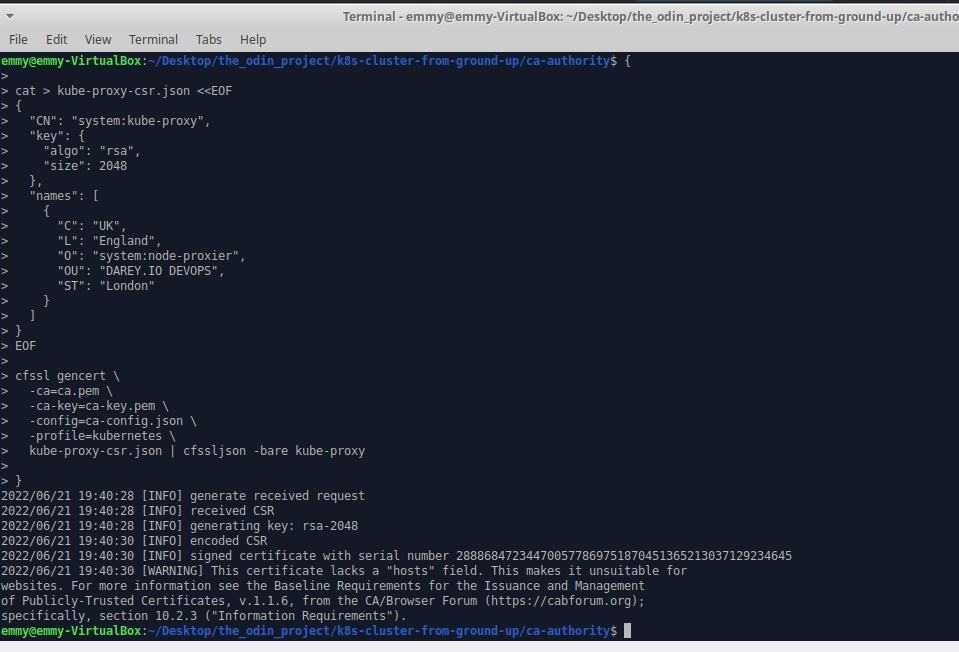 Terminal - emmy@emmy-VirtualBox: ~/Desktop/the_odin_project/k8s-cluster-from-ground-up/ca-autho
File Edit View Terminal Tabs Help
emmy@emmy-VirtualBox:~/Desktop/the_odin_project/k8s-cluster-from-ground-up/ca-authority$ {
>
> cat > kube-proxy-csr.json <<EOF
> {
>   "CN": "system:kube-proxy",
>   "key": {
>     "algo": "rsa",
>     "size": 2048
>   },
>   "names": [
>     {
>       "C": "UK",
>       "L": "England",
>       "O": "system:node-proxier",
>       "OU": "DAREY.IO DEVOPS",
>       "ST": "London"
>     }
>   ]
> }
> EOF
>
> cfssl gencert \
>   -ca=ca.pem \
>   -ca-key=ca-key.pem \
>   -config=ca-config.json \
>   -profile=kubernetes \
>   kube-proxy-csr.json | cfssljson -bare kube-proxy
>
> }
2022/06/21 19:40:28 [INFO] generate received request
2022/06/21 19:40:28 [INFO] received CSR
2022/06/21 19:40:28 [INFO] generating key: rsa-2048
2022/06/21 19:40:30 [INFO] encoded CSR
2022/06/21 19:40:30 [INFO] signed certificate with serial number 288868472344700577869751870451365213037129234645
2022/06/21 19:40:30 [WARNING] This certificate lacks a "hosts" field. This makes it unsuitable for
websites. For more information see the Baseline Requirements for the Issuance and Management
of Publicly-Trusted Certificates, v.1.1.6, from the CA/Browser Forum (https://cabforum.org);
specifically, section 10.2.3 ("Information Requirements").
emmy@emmy-VirtualBox:~/Desktop/the_odin_project/k8s-cluster-from-ground-up/ca-authority$